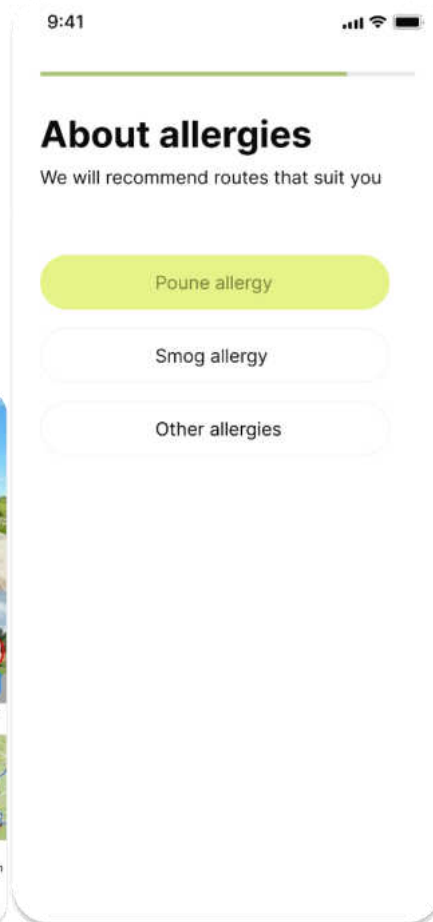 9:41
About allergies
We will recommend routes that suit you
Poune allergy
Smog allergy
Other allergies